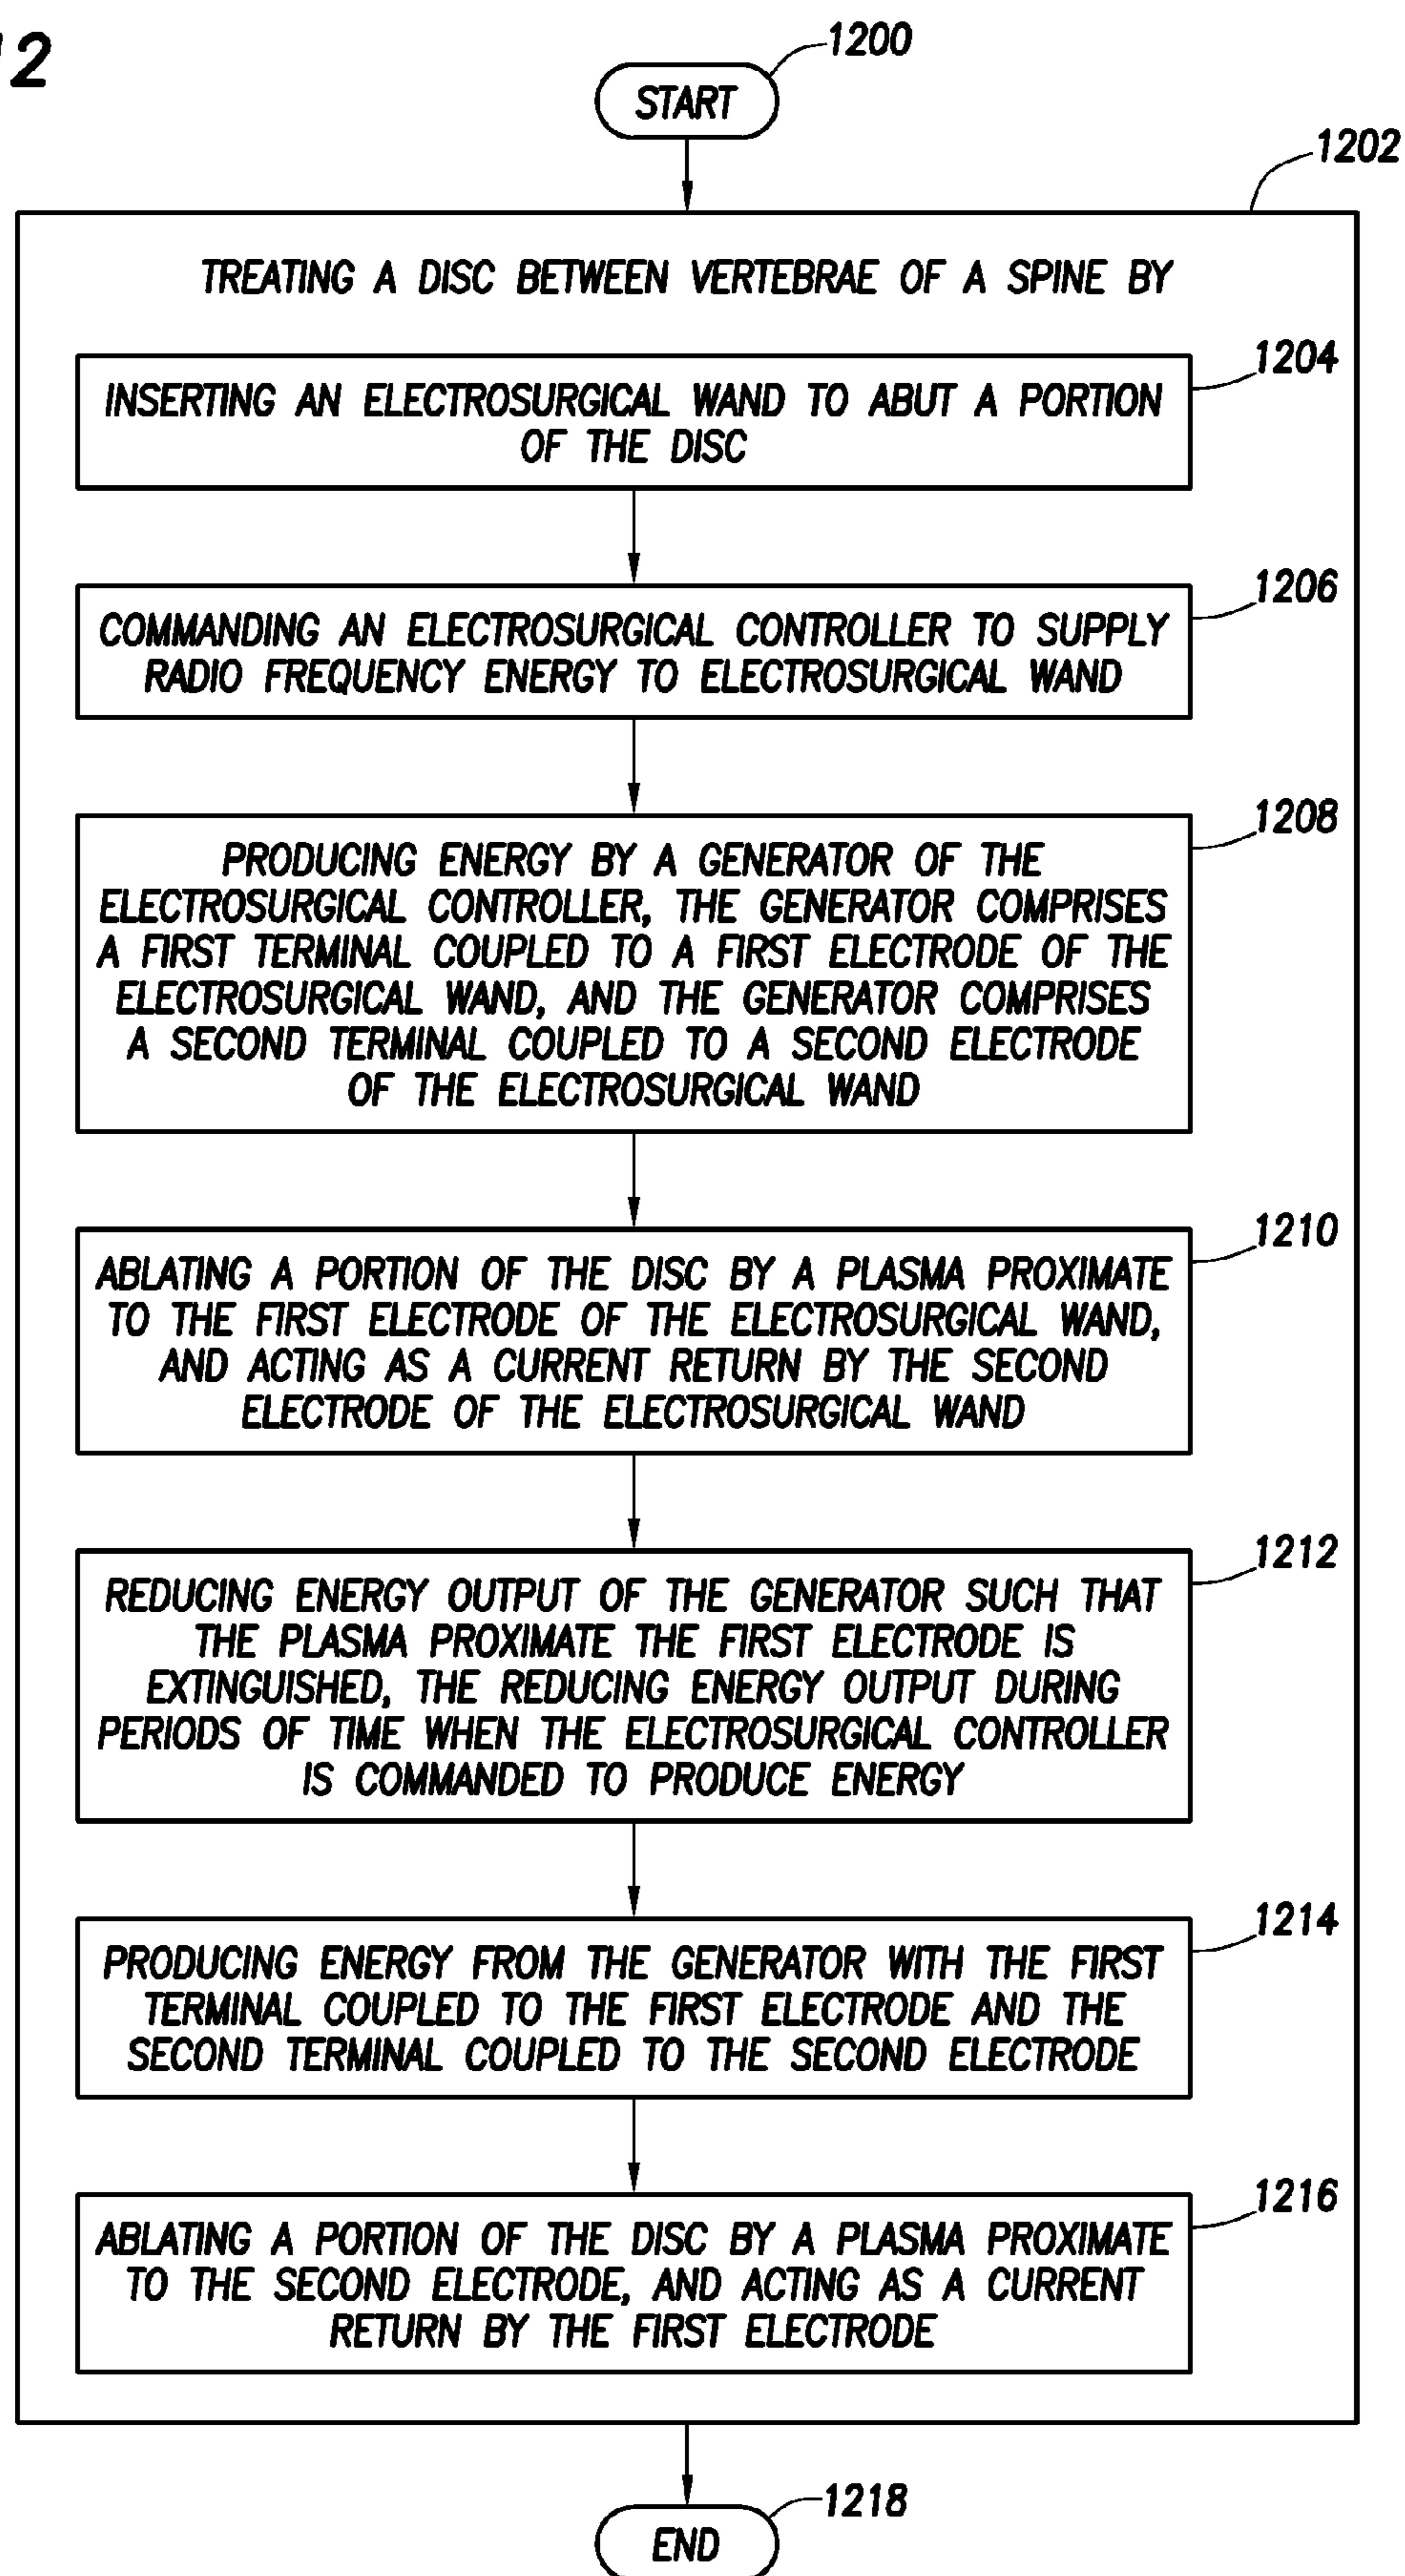 12
1200
START
1202
TREATING A DISC BETWEEN VERTEBRAE OF A SPINE BY
1204
INSERTING AN ELECTROSURGICAL WAND TO ABUT A PORTION
OF THE DISC
1206
COMMANDING AN ELECTROSURGICAL CONTROLLER TO SUPPLY
RADIO FREQUENCY ENERGY TO ELECTROSURGICAL WAND
1208
PRODUCING ENERGY BY A GENERATOR OF THE
ELECTROSURGICAL CONTROLLER, THE GENERATOR COMPRISES
A FIRST TERMINAL COUPLED TO A FIRST ELECTRODE OF THE
ELECTROSURGICAL WAND, AND THE GENERATOR COMPRISES
A SECOND TERMINAL COUPLED TO A SECOND ELECTRODE
OF THE ELECTROSURGICAL WAND
1210
ABLATING A PORTION OF THE DISC BY A PLASMA PROXIMATE
TO THE FIRST ELECTRODE OF THE ELECTROSURGICAL WAND,
AND ACTING AS A CURRENT RETURN BY THE SECOND
ELECTRODE OF THE ELECTROSURGICAL WAND
1212
REDUCING ENERGY OUTPUT OF THE GENERATOR SUCH THAT
THE PLASMA PROXIMATE THE FIRST ELECTRODE IS
EXTINGUISHED, THE REDUCING ENERGY OUTPUT DURING
PERIODS OF TIME WHEN THE ELECTROSURGICAL CONTROLLER
IS COMMANDED TO PRODUCE ENERGY
1214
PRODUCING ENERGY FROM THE GENERATOR WITH THE FIRST
TERMINAL COUPLED TO THE FIRST ELECTRODE AND THE
SECOND TERMINAL COUPLED TO THE SECOND ELECTRODE
1216
ABLATING A PORTION OF THE DISC BY A PLASMA PROXIMATE
TO THE SECOND ELECTRODE, AND ACTING AS A CURRENT
RETURN BY THE FIRST ELECTRODE
1218
END